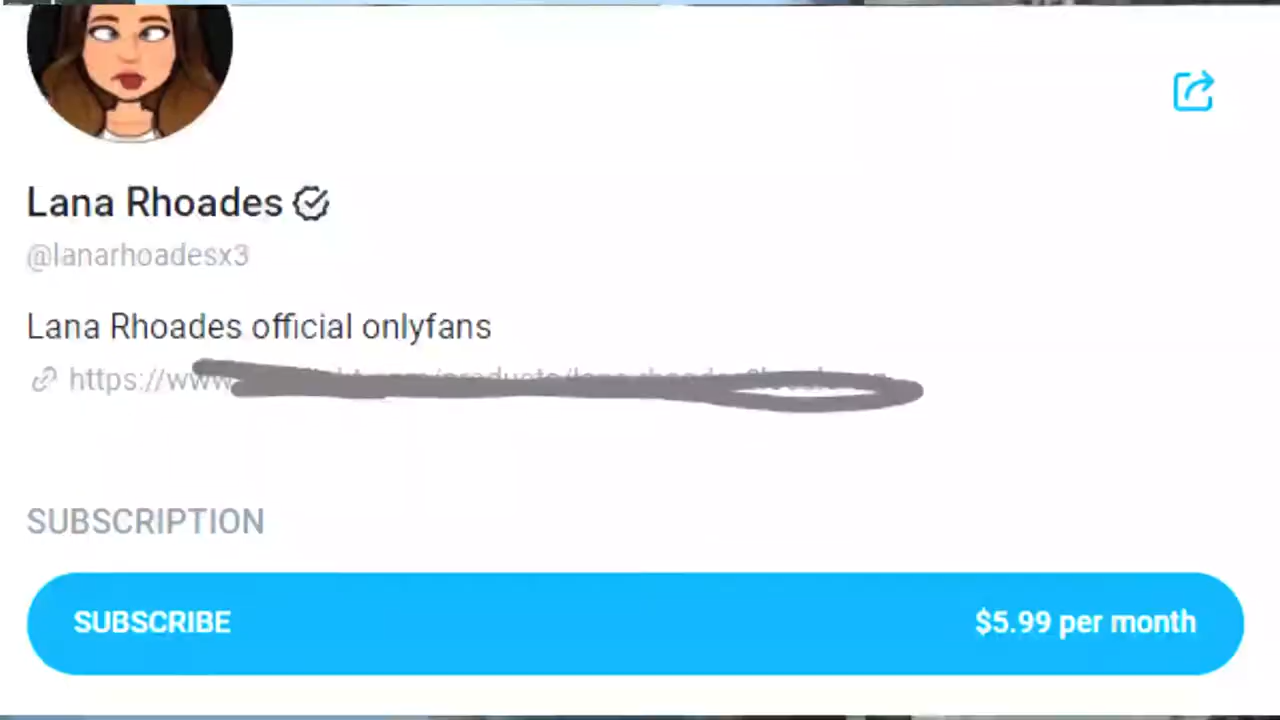 Lana Rhoades
@lanarhoadesx3
Lana Rhoades official onlyfans
https://www.
SUBSCRIPTION
SUBSCRIBE
$5.99 per month